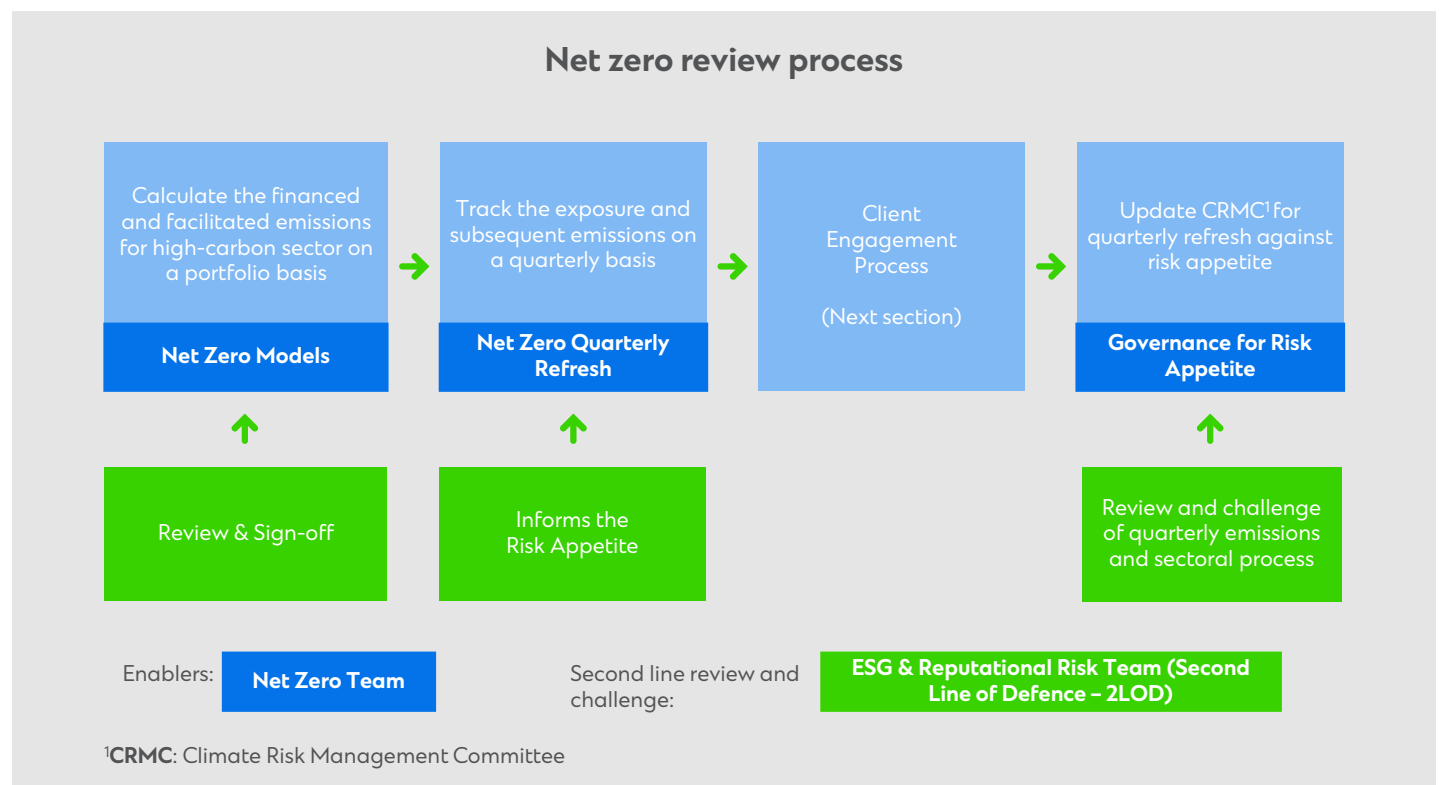 Net zero review process
Calculate the financed
and facilitated emissions
for high-carbon sector on
a portfolio basis
Net Zero Models
Track the exposure and
subsequent emissions on
a quarterly basis
Net Zero Quarterly
Refresh
Client
Engagement
Process
(Next section)
Update CRMC¹ for
quarterly refresh against
risk appetite
Governance for Risk
Appetite
Review & Sign-off
Informs the
Risk Appetite
Review and challenge
of quarterly emissions
and sectoral process
Enablers:
Net Zero Team
Second line review and
challenge:
ESG & Reputational Risk Team (Second
Line of Defence – 2LOD)
¹CRMC: Climate Risk Management Committee